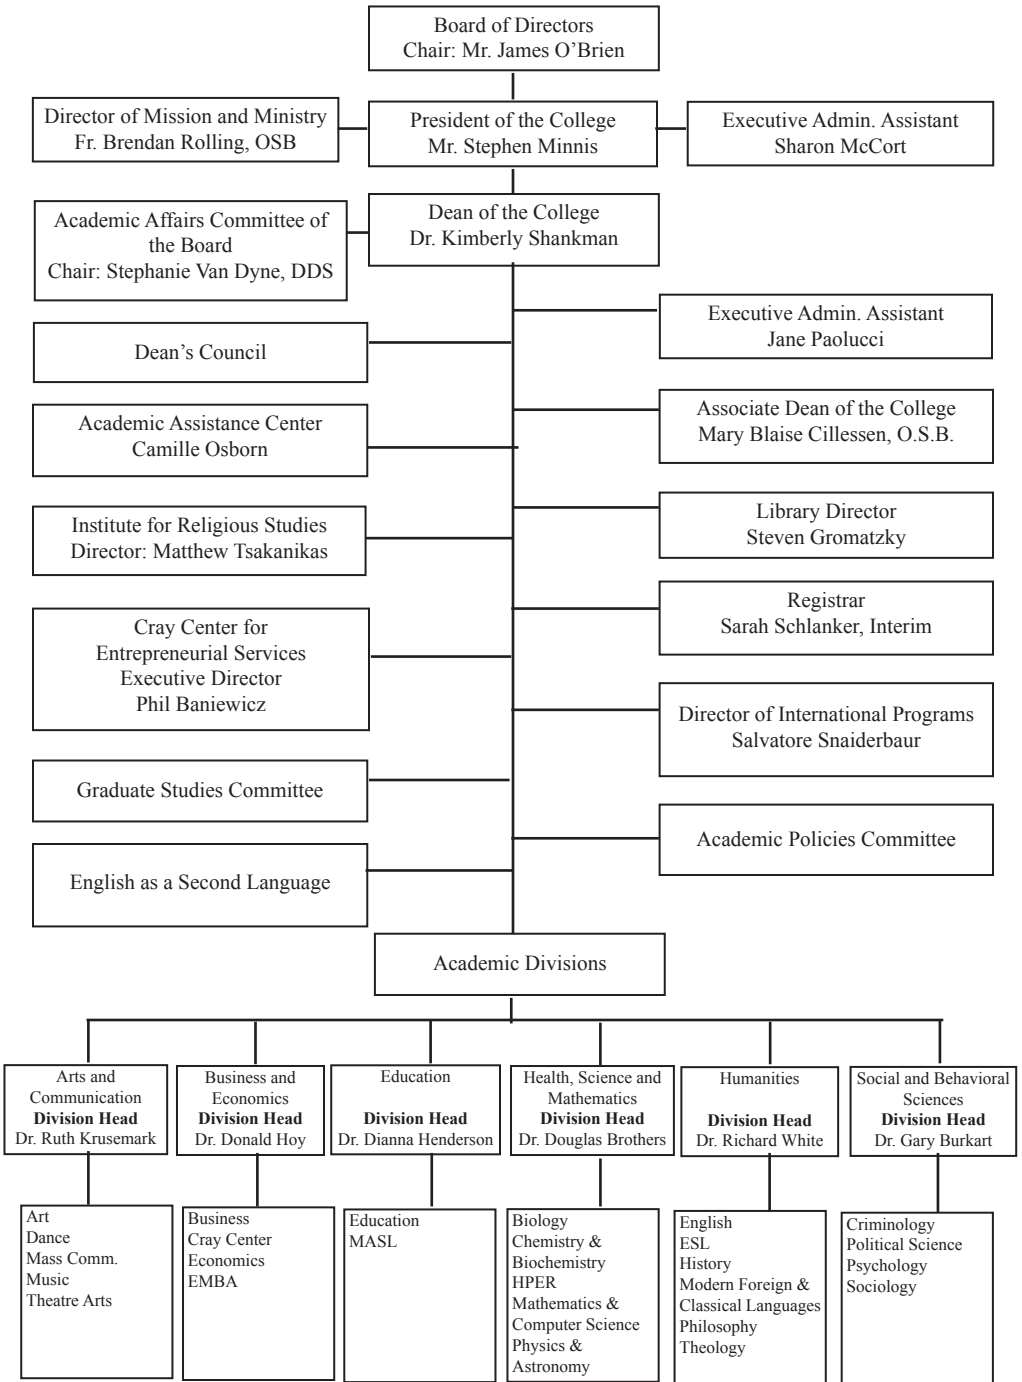 Board of Directors
Chair: Mr. James O’Brien
Director of Mission and Ministry
Fr. Brendan Rolling, OSB
President of the College
Mr. Stephen Minnis
Executive Admin. Assistant
Sharon McCort
Academic Affairs Committee of
the Board
Chair: Stephanie Van Dyne, DDS
Dean of the College
Dr. Kimberly Shankman
Executive Admin. Assistant
Jane Paolucci
Dean’s Council
Associate Dean of the College
Mary Blaise Cillessen, O.S.B.
Academic Assistance Center
Camille Osborn
Library Director
Steven Gromatzky
Institute for Religious Studies
Director: Matthew Tsakanikas
Registrar
Sarah Schlanker, Interim
Cray Center for
Entrepreneurial Services
Executive Director
Phil Baniewicz
Director of International Programs
Salvatore Snaiderbaur
Graduate Studies Committee
Academic Policies Committee
English as a Second Language
Academic Divisions
Arts and
Communication
Division Head
Dr. Ruth Krusemark
Business and
Economics
Division Head
Dr. Donald Hoy
Education
Division Head
Dr. Dianna Henderson
Health, Science and
Mathematics
Division Head
Dr. Douglas Brothers
Humanities
Division Head
Dr. Richard White
Social and Behavioral
Sciences
Division Head
Dr. Gary Burkart
Art
Dance
Mass Comm.
Music
Theatre Arts
Business
Cray Center
Economics
EMBA
Education
MASL
Biology
Chemistry &
Biochemistry
HPER
Mathematics &
Computer Science
Physics &
Astronomy
English
ESL
History
Modern Foreign &
Classical Languages
Philosophy
Theology
Criminology
Political Science
Psychology
Sociology